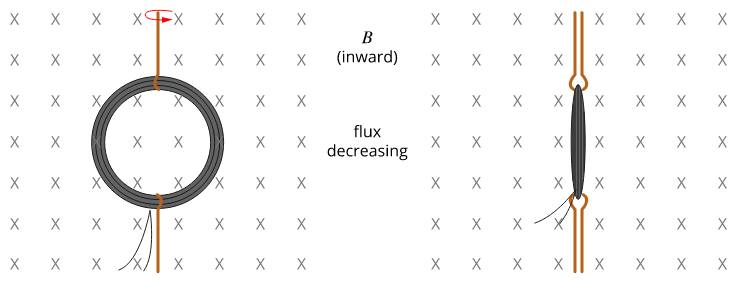 B
(inward)
flux
decreasing